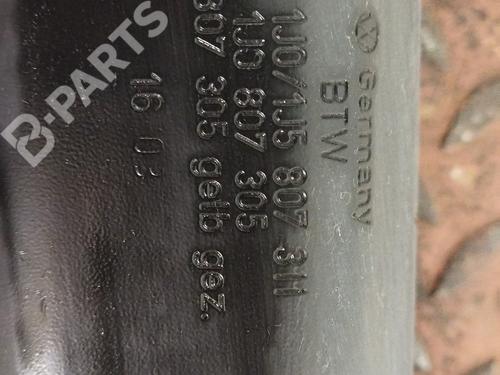 Germany
BTW
1J0/1J5 807 311
1J0 807 305
807 305 gelb gez.
16 03
B-PARTS